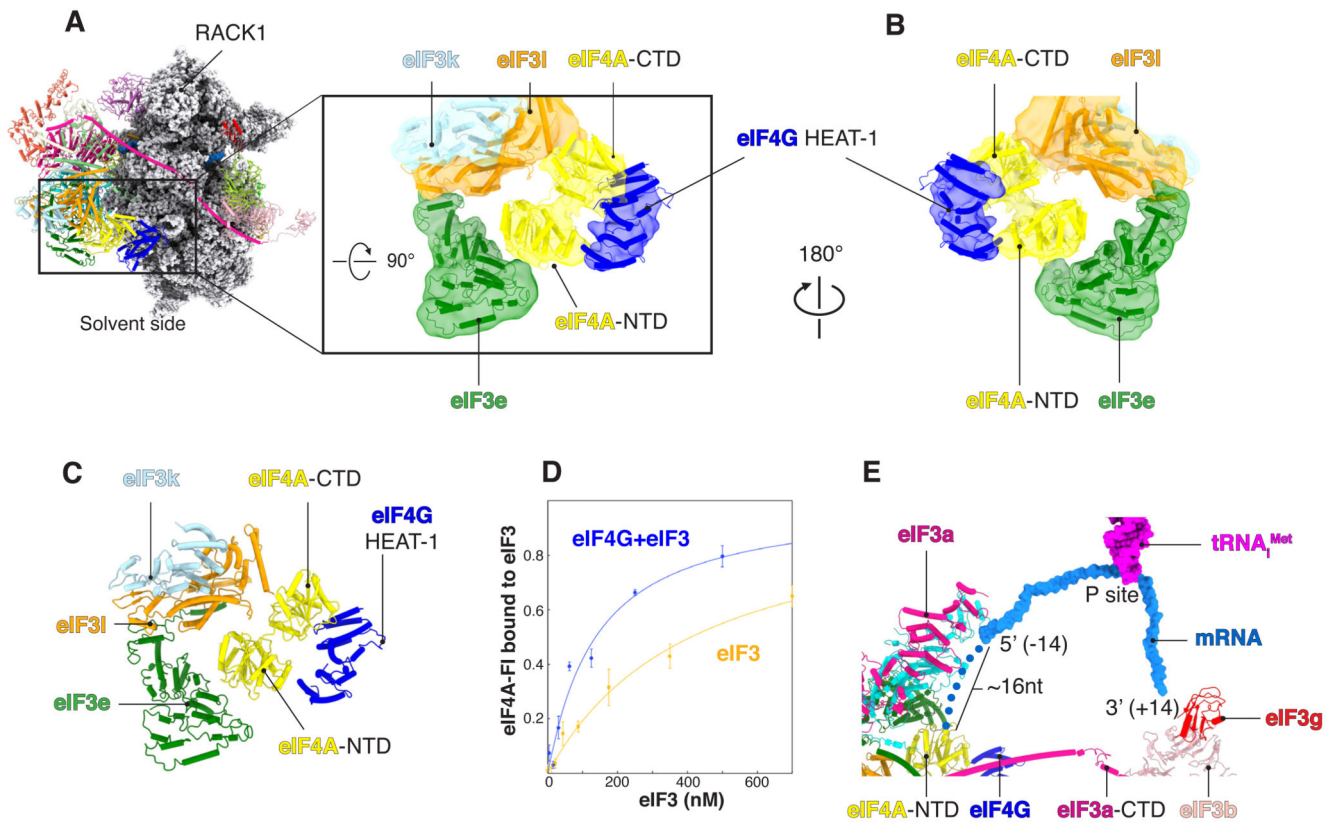 A
RACK1
eIF3k
eIF3l
eIF4A-CTD
B
eIF4A-CTD
eIF3l
eIF4G HEAT-1
90°
180°
Solvent side
eIF4A-NTD
eIF3e
eIF4A-NTD
eIF3e
C
eIF3k
eIF4A-CTD
eIF4G
HEAT-1
eIF3l
eIF3e
eIF4A-NTD
D
eIF4A-Fl bound to eIF3
0.8
0.6
0.4
0.2
eIF4G+eIF3
eIF3
0
200
400
600
eIF3 (nM)
E
eIF3a
tRNAiMet
P site
mRNA
5' (-14)
~16nt
3' (+14)
eIF3g
eIF4A-NTD
eIF4G
eIF3a-CTD
eIF3b